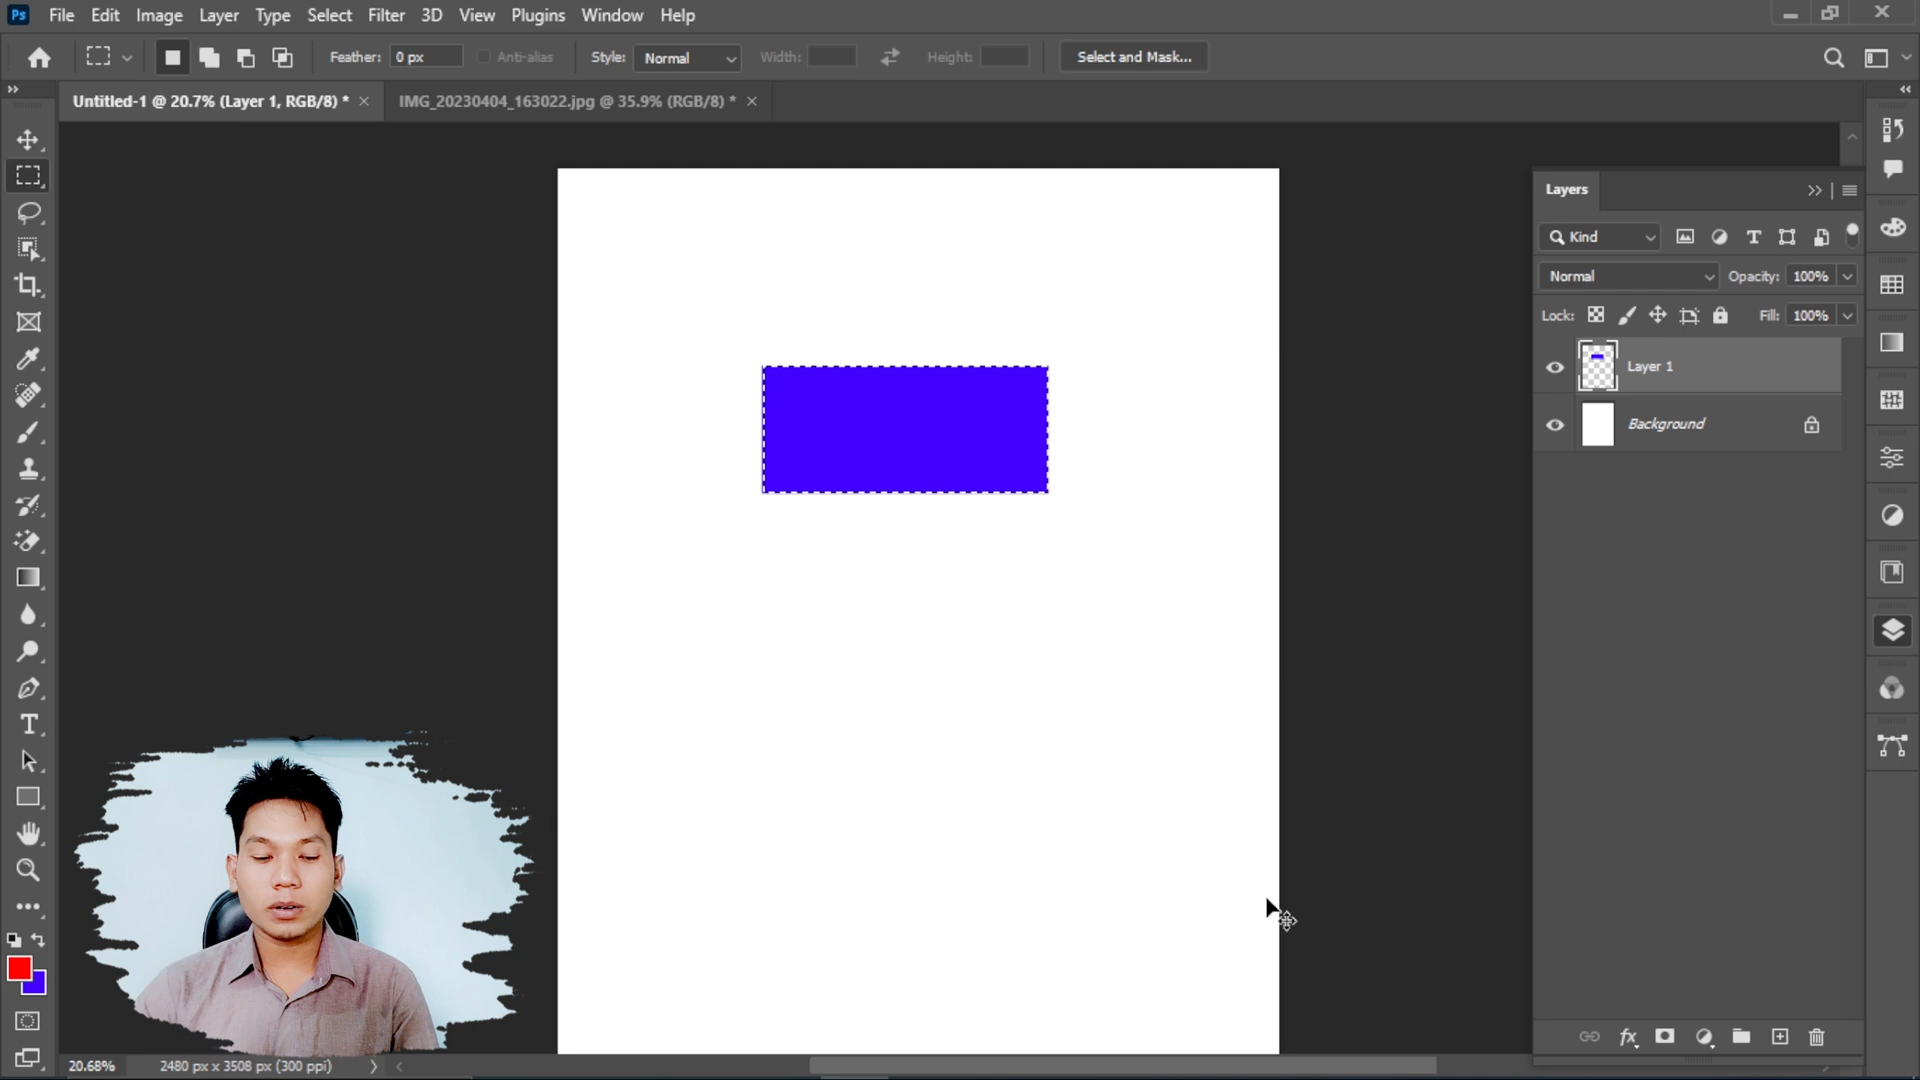 Ps File Edit Image Layer Type Select Filter 3D View Plugins Window Help
Feather: 0 px Anti-alias Style: Normal Width: Height: Select and Mask...
Untitled-1 @ 20.7% (Layer 1, RGB/8) * × IMG_20230404_163022.jpg @ 35.9% (RGB/8) * ×
Layers
Kind
Normal Opacity: 100%
Lock: Fill: 100%
Layer 1
Background
20.68% 2480 px x 3508 px (300 ppi)